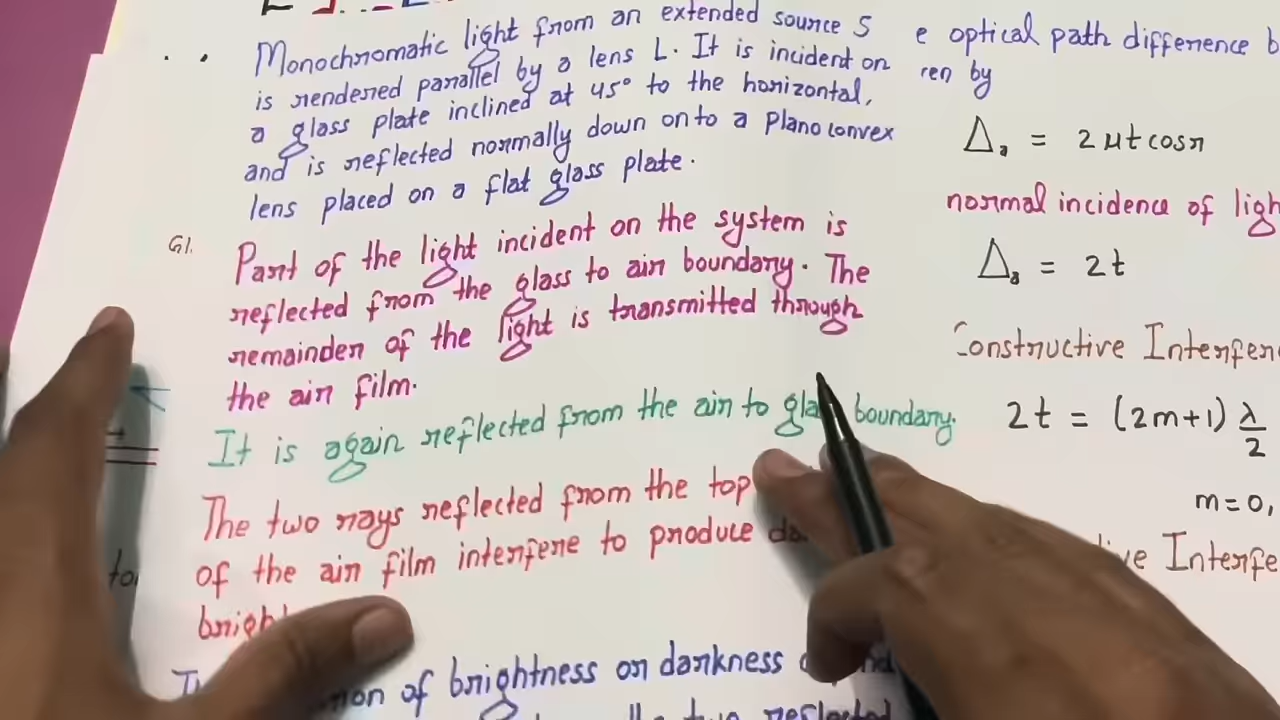 Monochromatic light from an extended source S
is rendered parallel by a lens L. It is incident on
a glass plate inclined at 45° to the horizontal,
and is reflected normally down onto a plano convex
lens placed on a flat glass plate.
G1.
Part of the light incident on the system is
reflected from the glass to air boundary. The
remainder of the light is transmitted through
the air film.
It is again reflected from the air to boundary.
The two rays reflected from the top
of the air film interfere to produce
of brightness or darkness
reflected
e optical path difference
by
Δa = 2μt cosr
normal incidence of
Δa = 2t
Constructive
2t = (2m+1) λ/2
m=0,